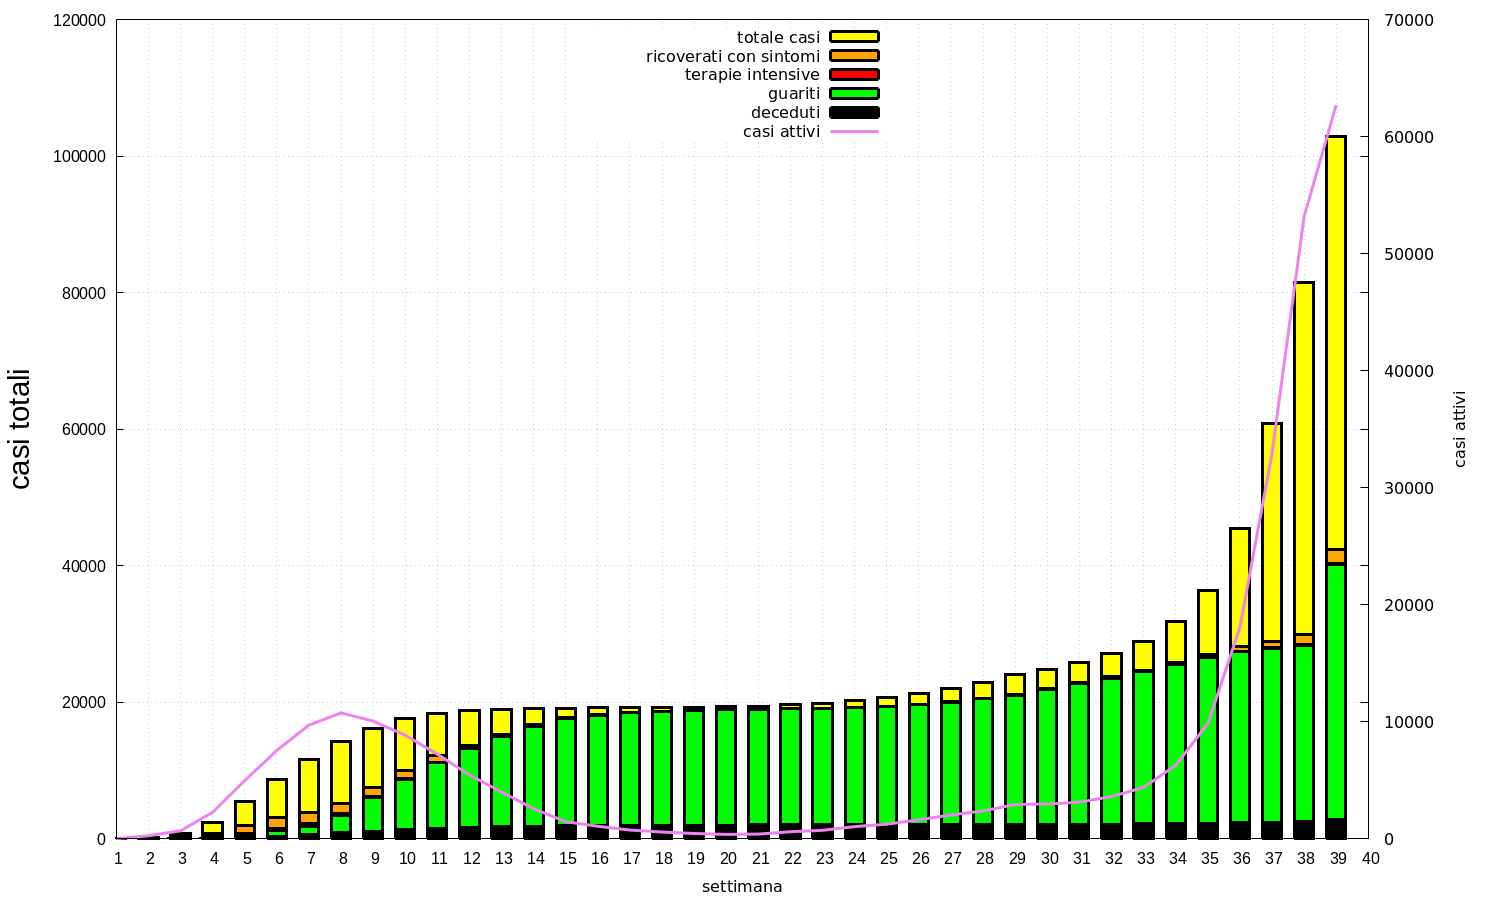 totale casi
ricoverati con sintomi
terapie intensive
guariti
deceduti
casi attivi
casi totali
120000
100000
80000
60000
40000
20000
0
70000
60000
50000
40000
30000
20000
10000
0
casi attivi
1 2 3 4 5 6 7 8 9 10 11 12 13 14 15 16 17 18 19 20 21 22 23 24 25 26 27 28 29 30 31 32 33 34 35 36 37 38 39 40
settimana